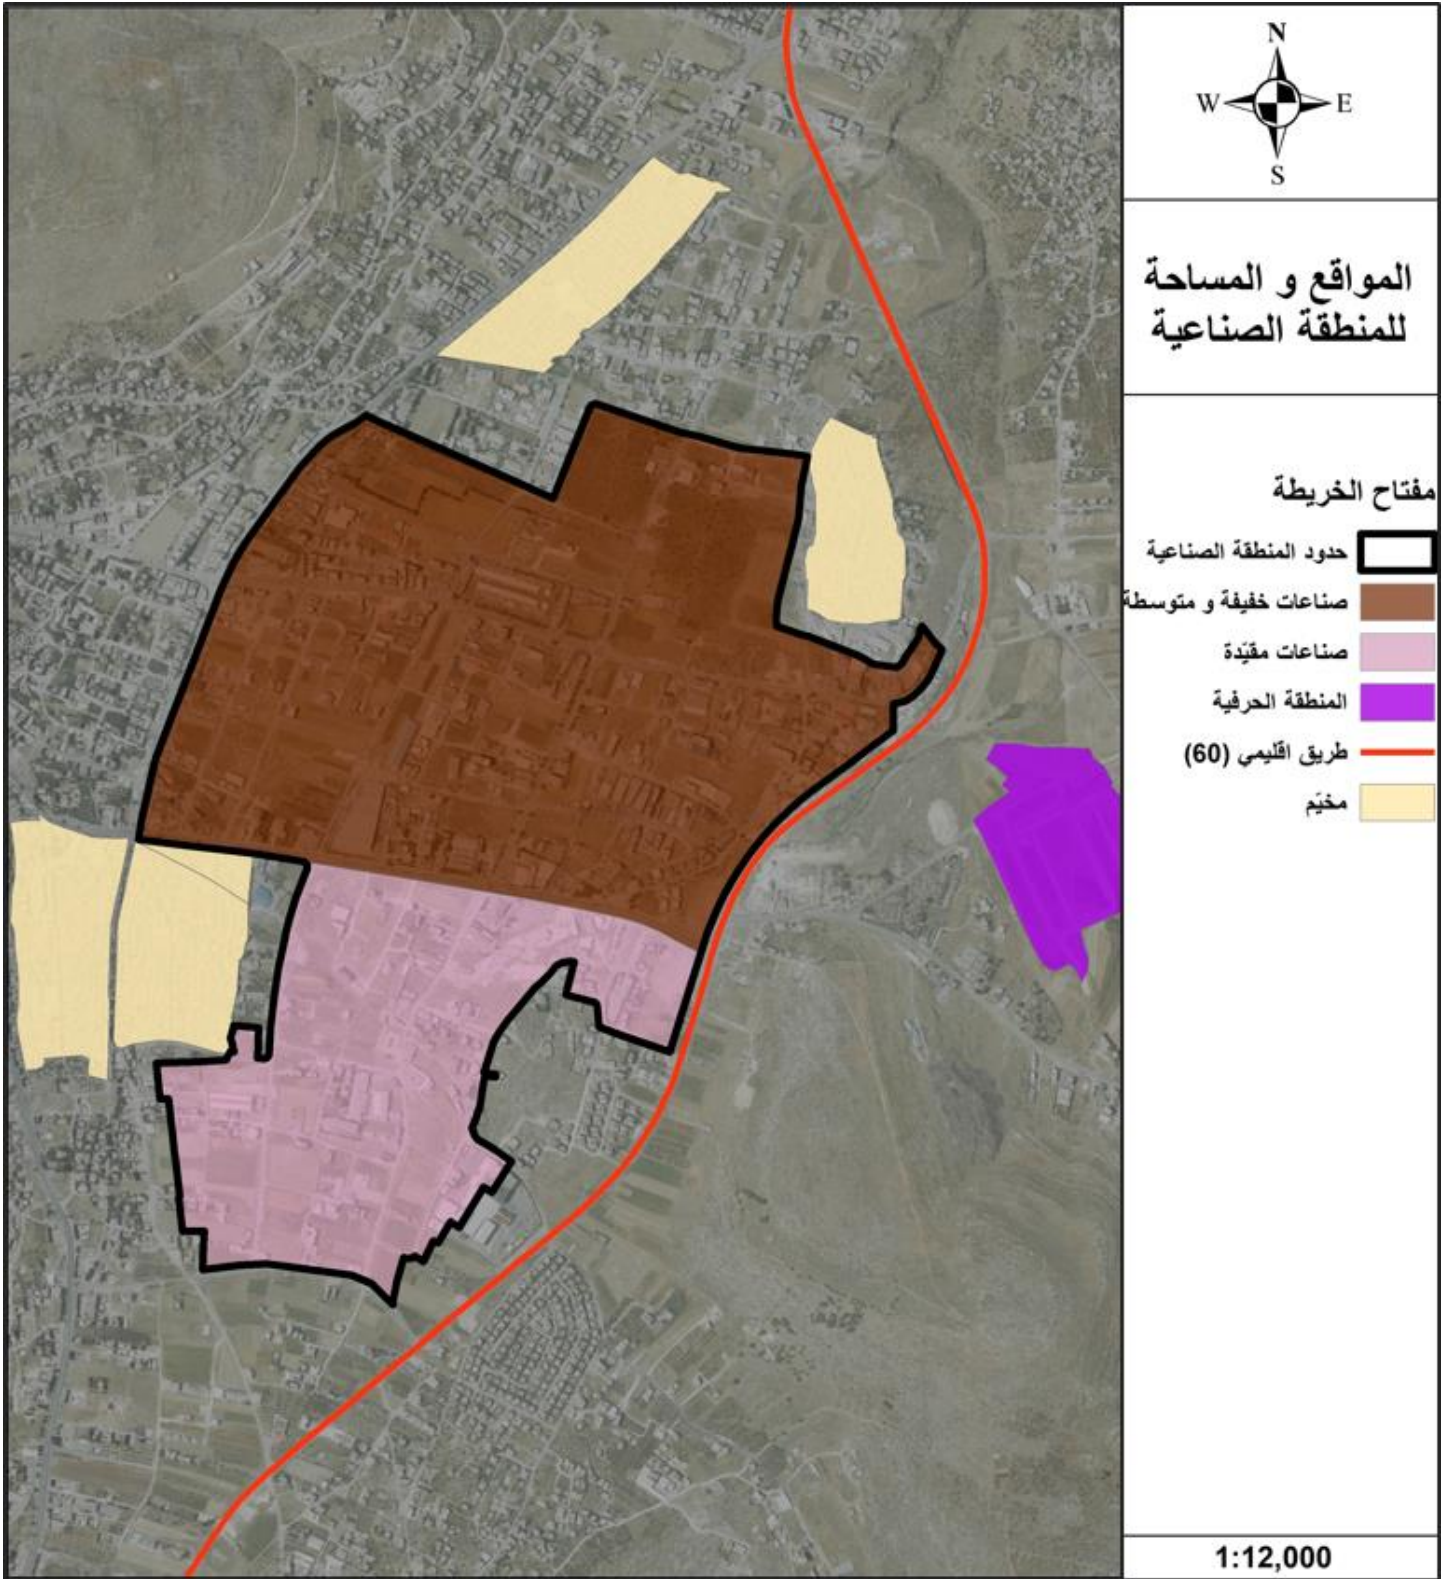 N
W E
S
المواقع و المساحة
للمنطقة الصناعية
مفتاح الخريطة
حدود المنطقة الصناعية
صناعات خفيفة و متوسطة
صناعات مقيّدة
المنطقة الحرفية
طريق اقليمي (60)
مخيّم
1:12,000